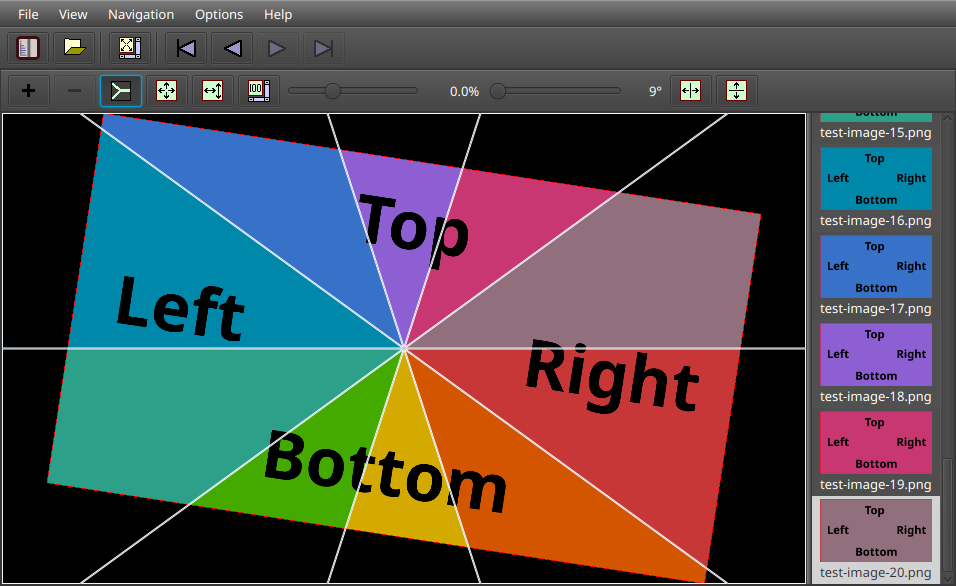 File View Navigation Options Help
100
0.0%
9°
Top
Left
Right
Bottom
Bottom
test-image-15.png
Top
Left Right
Bottom
test-image-16.png
Top
Left Right
Bottom
test-image-17.png
Top
Left Right
Bottom
test-image-18.png
Top
Left Right
Bottom
test-image-19.png
Top
Left Right
Bottom
test-image-20.png